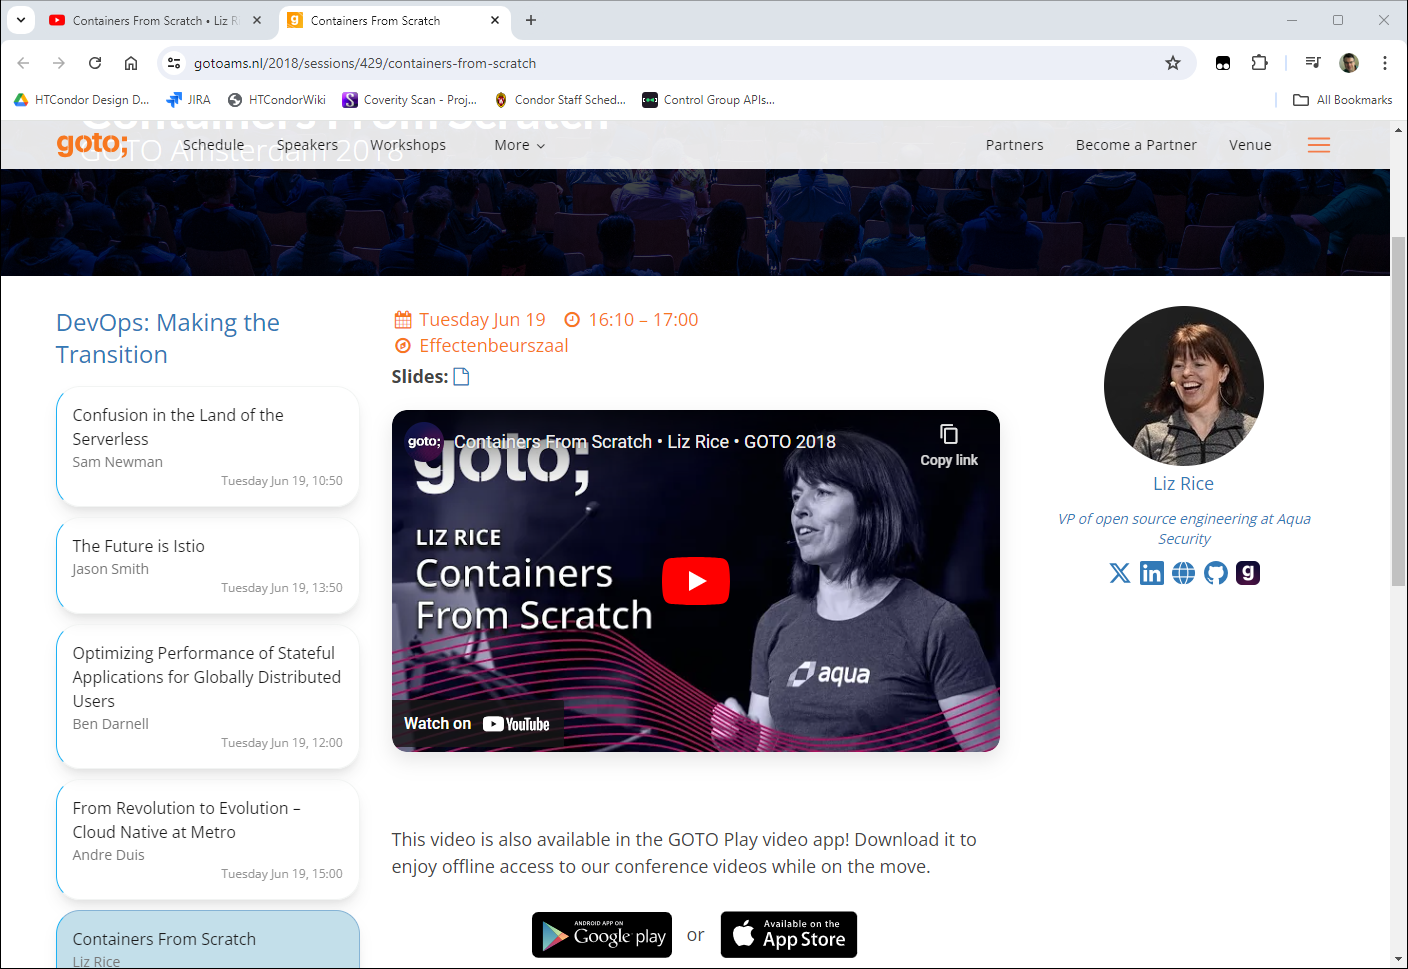 Containers From Scratch • Liz R
Containers From Scratch
gotoams.nl/2018/sessions/429/containers-from-scratch
HTCondor Design D...
JIRA
HTCondorWiki
Coverity Scan - Proj...
Condor Staff Sched...
Control Group APIs...
All Bookmarks
Containers From Scratch
GOTO Amsterdam 2018
goto;
Schedule
Speakers
Workshops
More
Partners
Become a Partner
Venue
DevOps: Making the
Transition
Confusion in the Land of the
Serverless
Sam Newman
Tuesday Jun 19, 10:50
The Future is Istio
Jason Smith
Tuesday Jun 19, 13:50
Optimizing Performance of Stateful
Applications for Globally Distributed
Users
Ben Darnell
Tuesday Jun 19, 12:00
From Revolution to Evolution –
Cloud Native at Metro
Andre Duis
Tuesday Jun 19, 15:00
Containers From Scratch
Liz Rice
Tuesday Jun 19 16:10 – 17:00
Effectenbeurszaal
Slides:
goto;
Containers From Scratch • Liz Rice • GOTO 2018
Copy link
goto;
LIZ RICE
Containers
From Scratch
aqua
Watch on YouTube
This video is also available in the GOTO Play video app! Download it to
enjoy offline access to our conference videos while on the move.
ANDROID APP ON
Google play
or
Available on the
App Store
Liz Rice
VP of open source engineering at Aqua
Security